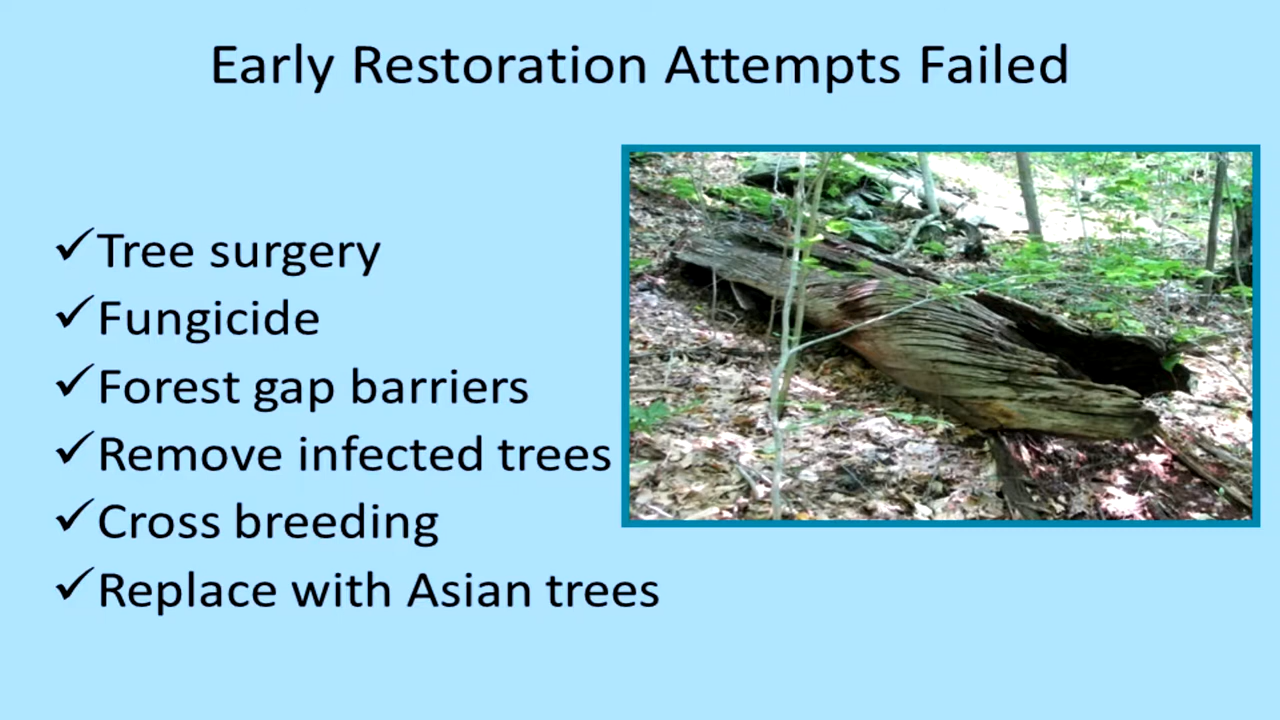 Early Restoration Attempts Failed
✓Tree surgery
✓Fungicide
✓Forest gap barriers
✓Remove infected trees
✓Cross breeding
✓Replace with Asian trees